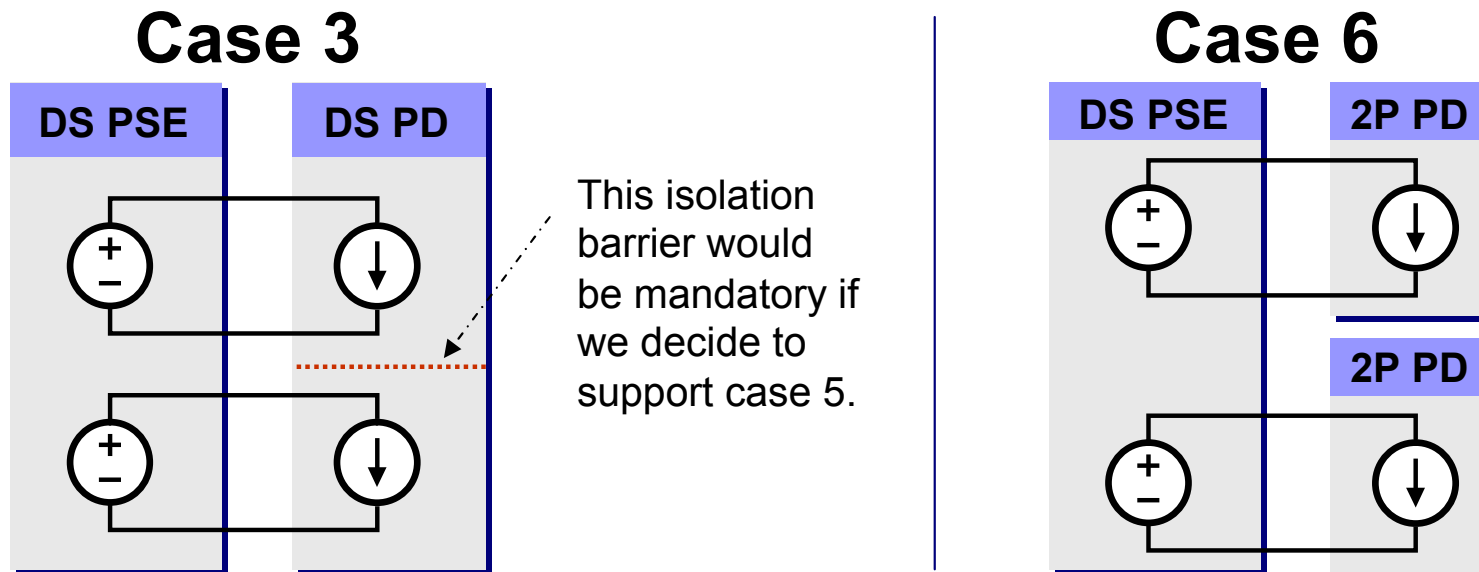 Case 3
DS PSE
DS PD
+
–
+
–
This isolation
barrier would
be mandatory if
we decide to
support case 5.
Case 6
DS PSE
2P PD
+
–
2P PD
+
–